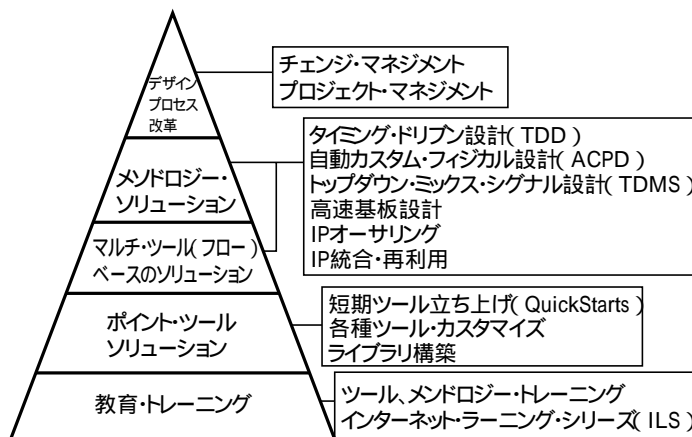 デザイン
プロセス
改革
チェンジ・マネジメント
プロジェクト・マネジメント
メソドロジー・
ソリューション
マルチ・ツール(フロー)
ベースのソリューション
タイミング・ドリブン設計(TDD)
自動カスタム・フィジカル設計(ACPD)
トップダウン・ミックス・シグナル設計(TDMS)
高速基板設計
IPオーサリング
IP統合・再利用
ポイント・ツール
ソリューション
短期ツール立ち上げ(QuickStarts)
各種ツール・カスタマイズ
ライブラリ構築
教育・トレーニング
ツール、メンドロジー・トレーニング
インターネット・ラーニング・シリーズ(ILS)